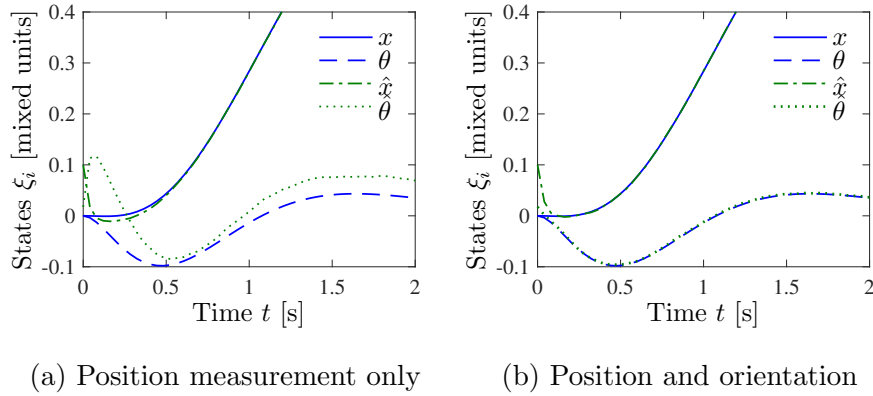 0.4
0.3
0.2
0.1
0
-0.1
0
0.5
1
1.5
2
States ξᵢ [mixed units]
Time t [s]
x
θ
x̂
θ̂
(a) Position measurement only
0.4
0.3
0.2
0.1
0
-0.1
0
0.5
1
1.5
2
States ξᵢ [mixed units]
Time t [s]
x
θ
x̂
θ̂
(b) Position and orientation